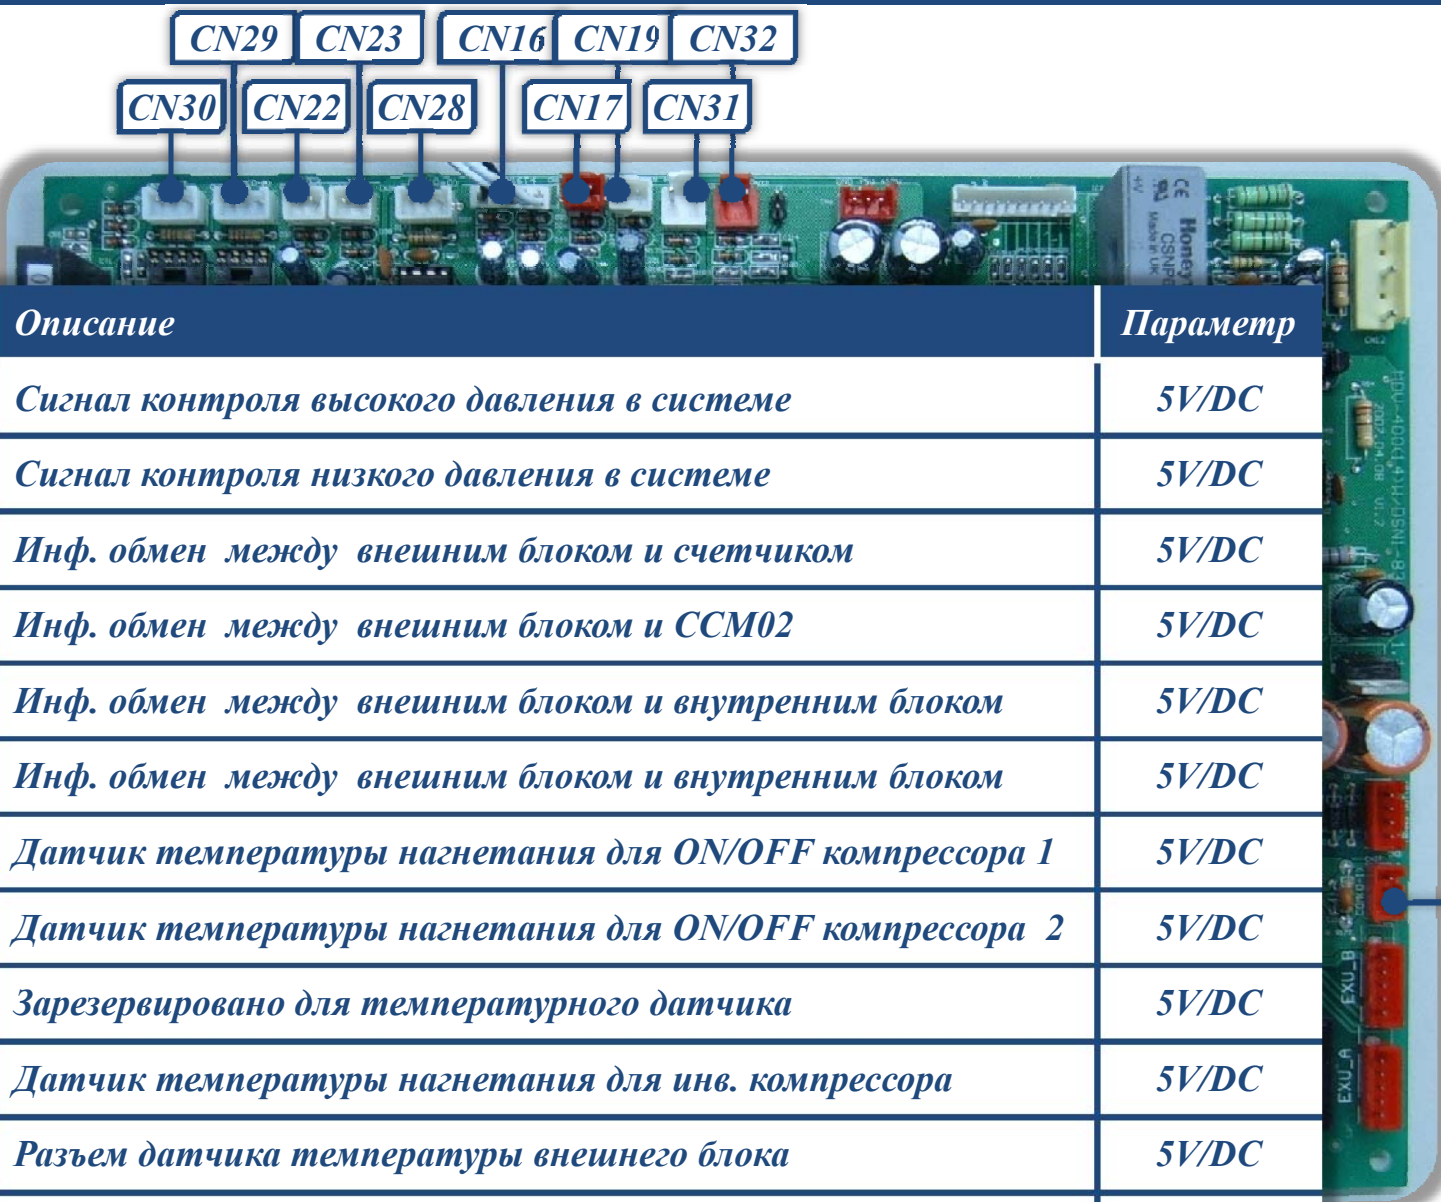 CN29 CN23 CN16 CN19 CN32
CN30 CN22 CN28 CN17 CN31
Описание Параметр
Сигнал контроля высокого давления в системе 5V/DC
Сигнал контроля низкого давления в системе 5V/DC
Инф. обмен между внешним блоком и счетчиком 5V/DC
Инф. обмен между внешним блоком и CCM02 5V/DC
Инф. обмен между внешним блоком и внутренним блоком 5V/DC
Инф. обмен между внешним блоком и внутренним блоком 5V/DC
Датчик температуры нагнетания для ON/OFF компрессора 1 5V/DC
Датчик температуры нагнетания для ON/OFF компрессора 2 5V/DC
Зарезервировано для температурного датчика 5V/DC
Датчик температуры нагнетания для инв. компрессора 5V/DC
Разъем датчика температуры внешнего блока 5V/DC
EXU_B
EXU_A